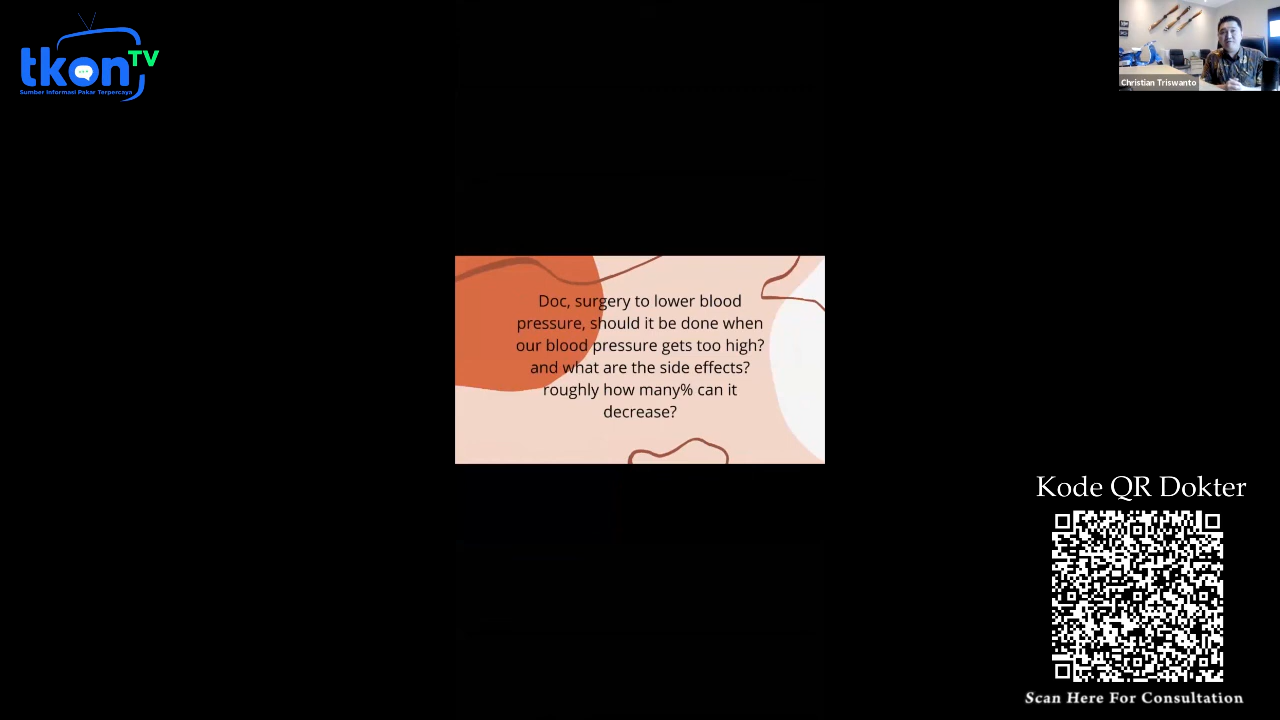 tkon TV
Sumber Informasi Pakar Terpercaya
Christian Triswanto
Doc, surgery to lower blood
pressure, should it be done when
our blood pressure gets too high?
and what are the side effects?
roughly how many% can it
decrease?
Kode QR Dokter
Scan Here For Consultation